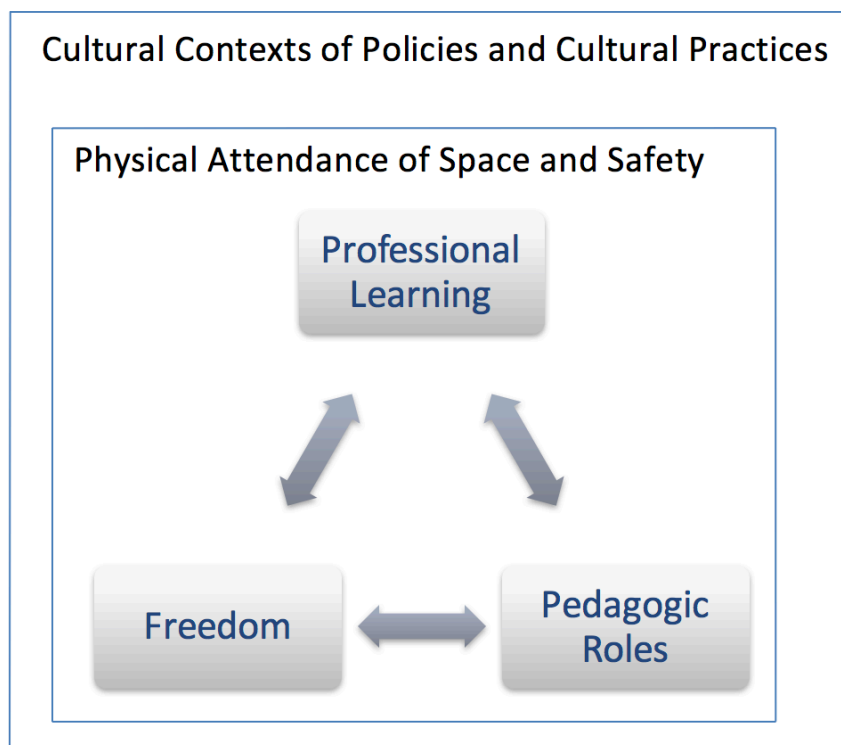 Cultural Contexts of Policies and Cultural Practices
Physical Attendance of Space and Safety
Professional
Learning
Freedom
Pedagogic
Roles